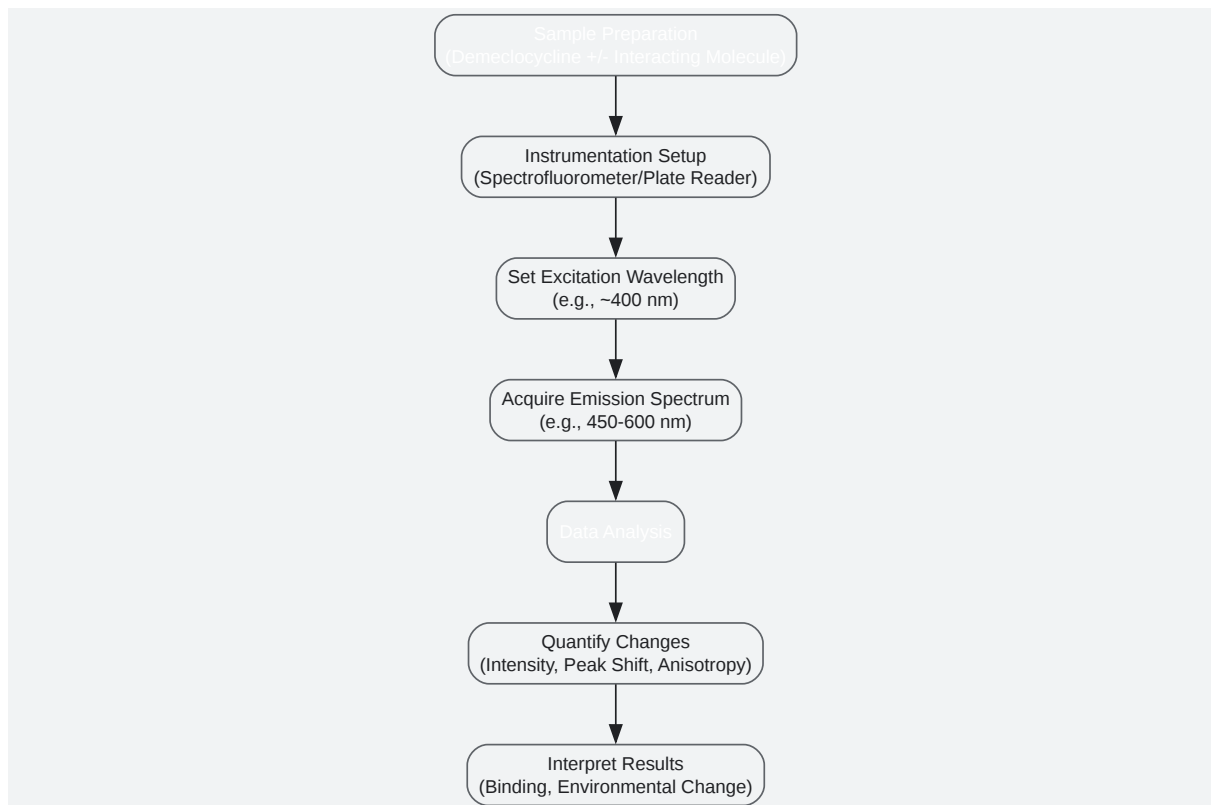 Sample Preparation
(Demeclocycline +/- Interacting Molecule)
Instrumentation Setup
(Spectrofluorometer/Plate Reader)
Set Excitation Wavelength
(e.g., ~400 nm)
Acquire Emission Spectrum
(e.g., 450-600 nm)
Data Analysis
Quantify Changes
(Intensity, Peak Shift, Anisotropy)
Interpret Results
(Binding, Environmental Change)